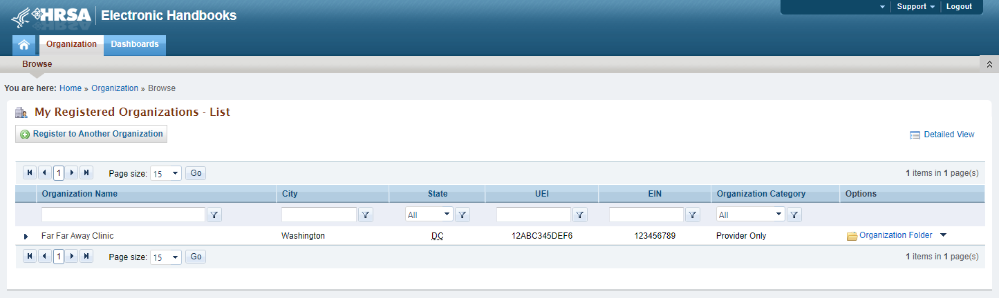 HRSA Electronic Handbooks
Support Logout
Organization Dashboards
Browse
You are here: Home » Organization » Browse
My Registered Organizations - List
Register to Another Organization Detailed View
1 Page size: 15 Go 1 items in 1 page(s)
Organization Name City State UEI EIN Organization Category Options
All All
Far Far Away Clinic Washington DC 12ABC345DEF6 123456789 Provider Only Organization Folder
1 Page size: 15 Go 1 items in 1 page(s)